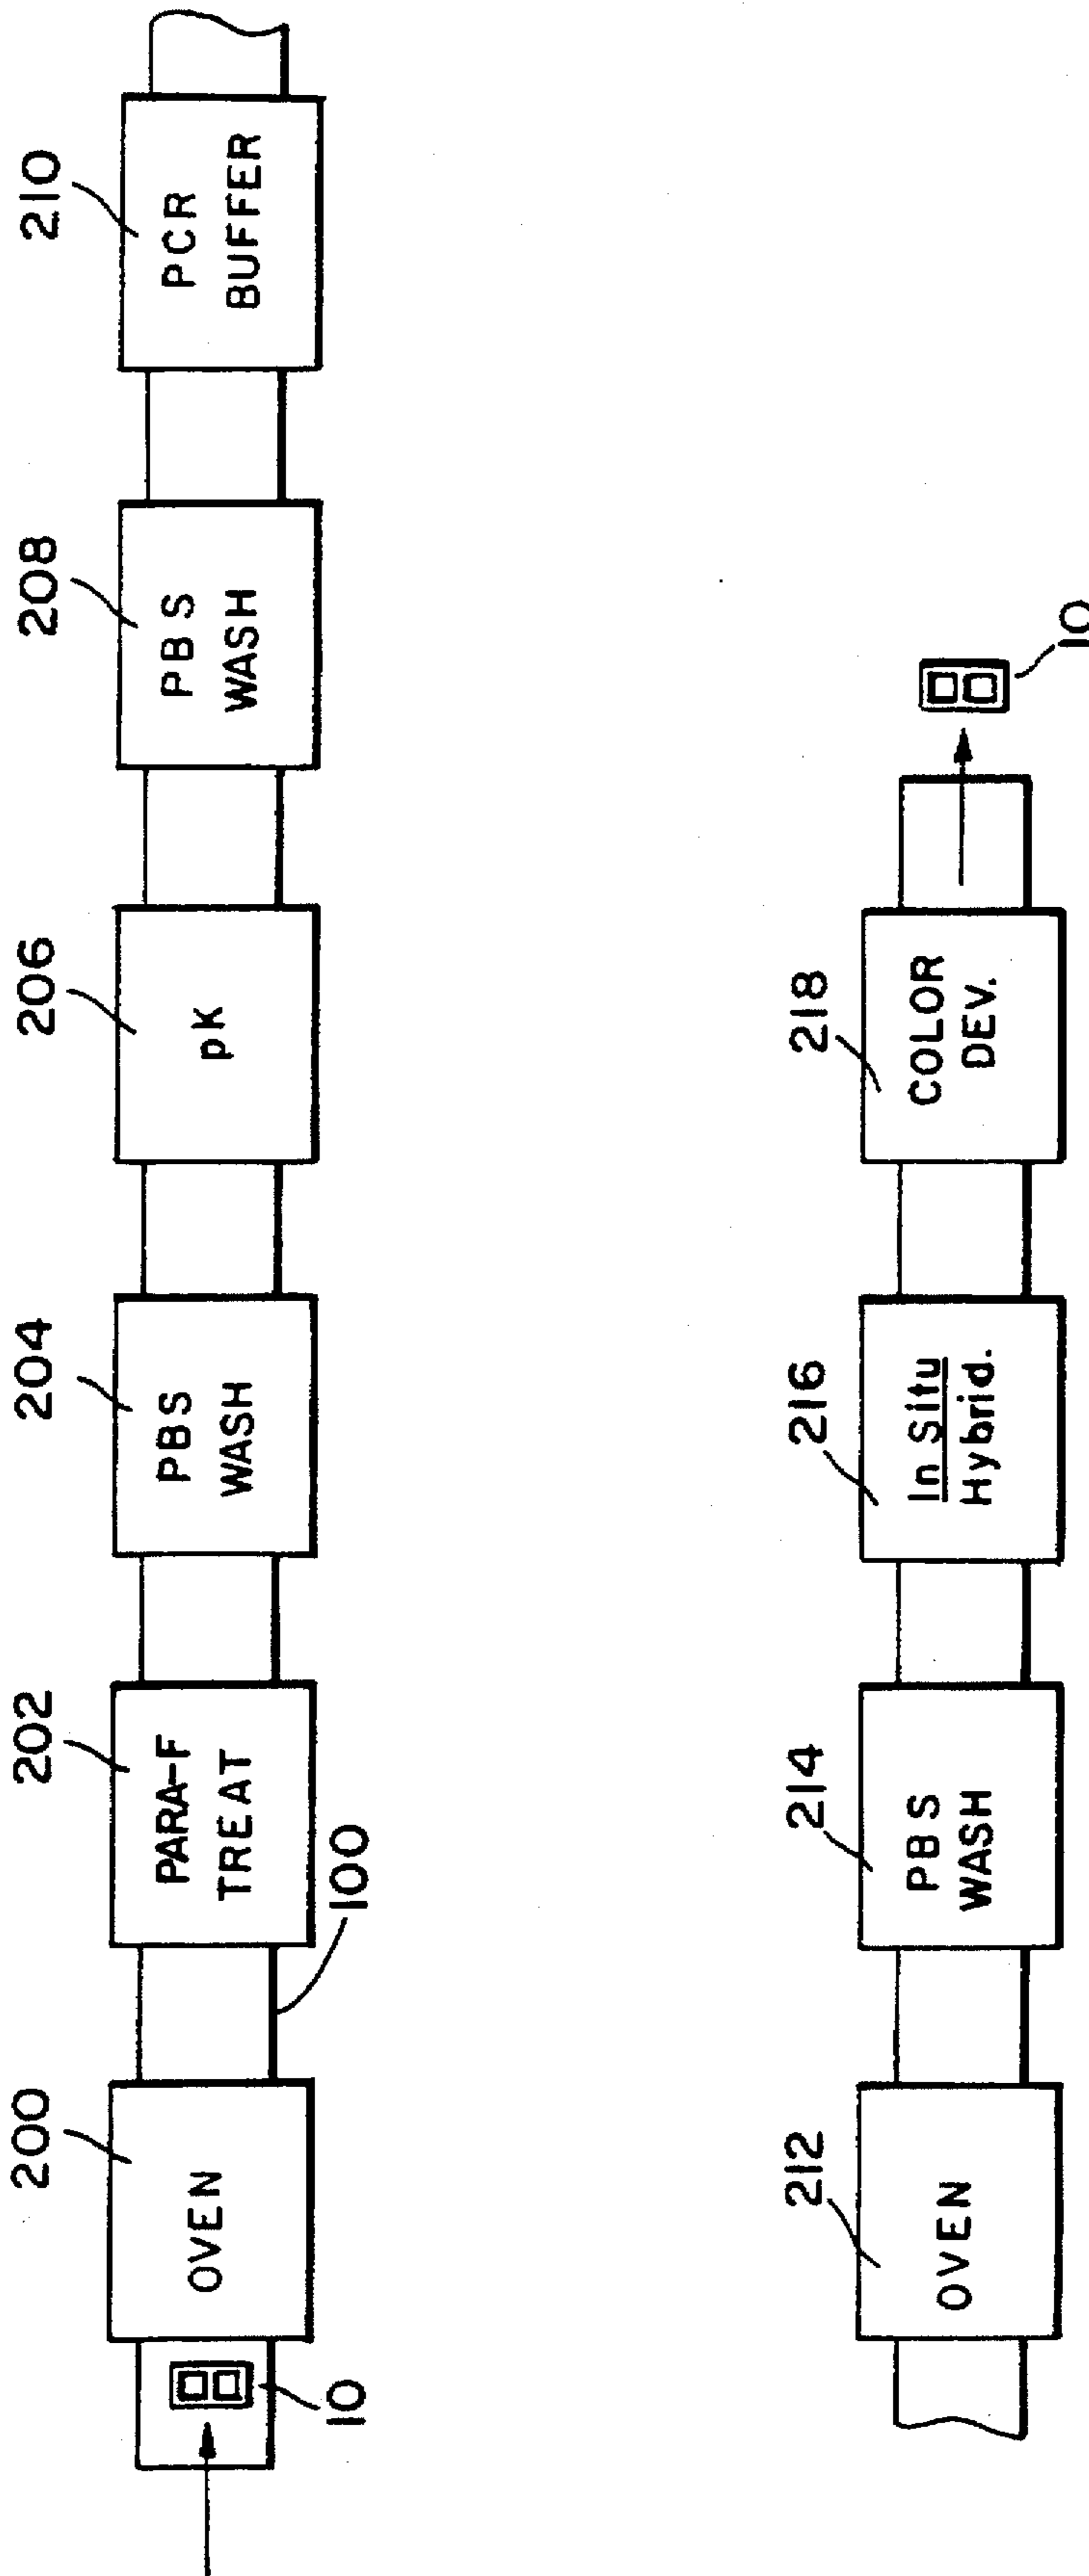 200
202
204
206
208
210
OVEN
PARA-F
TREAT
PBS
WASH
pK
PBS
WASH
PCR
BUFFER
10
100
212
214
216
218
OVEN
PBS
WASH
In Situ
Hybrid.
COLOR
DEV.
10